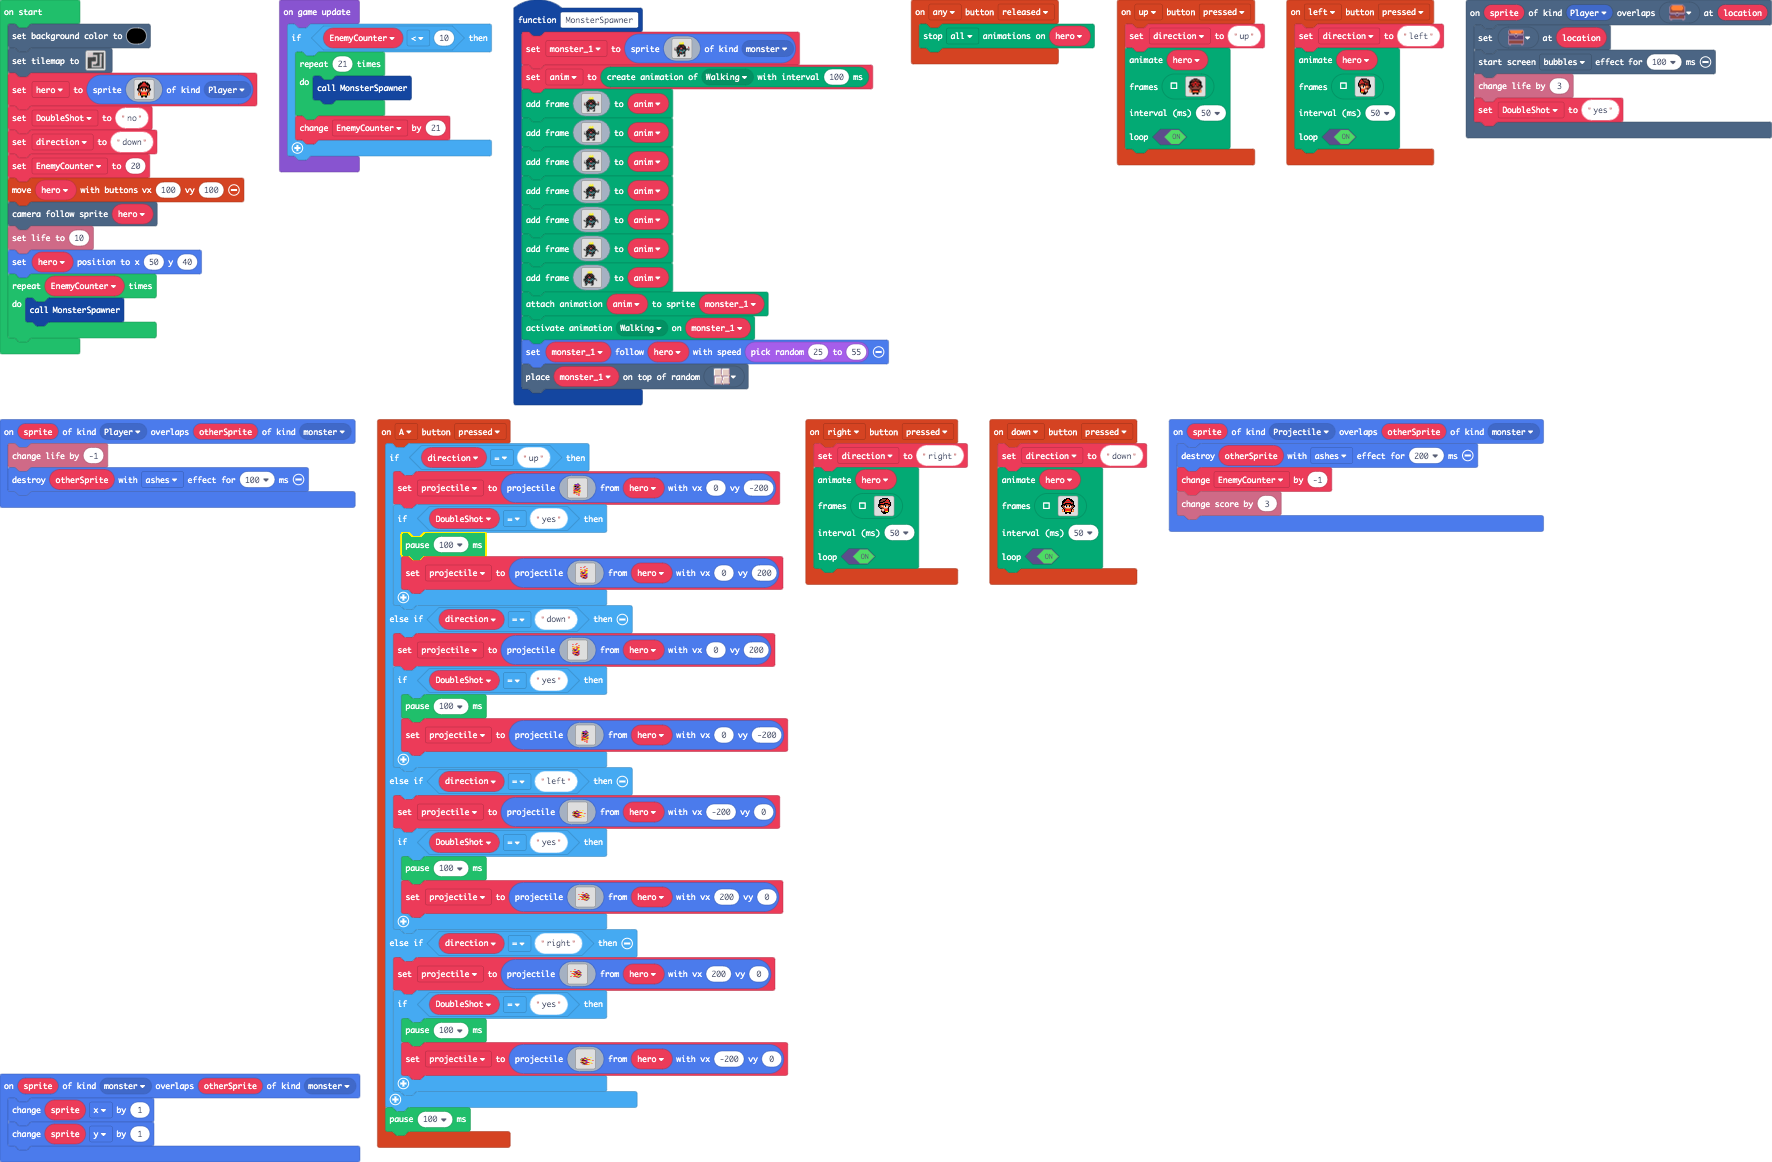 on start
set background color to
set tilemap to
set hero to sprite of kind Player
set DoubleShot to "no"
set direction to "down"
set EnemyCounter to 20
move hero with buttons vx 100 vy 100
camera follow sprite hero
set life to 10
set hero position to x 50 y 40
repeat EnemyCounter times
do
call MonsterSpawner
on game update
if EnemyCounter < 10 then
repeat 21 times
do
call MonsterSpawner
change EnemyCounter by 21
function MonsterSpawner
set monster_1 to sprite of kind monster
set anim to create animation of Walking with interval 100 ms
add frame to anim
add frame to anim
add frame to anim
add frame to anim
add frame to anim
add frame to anim
add frame to anim
attach animation anim to sprite monster_1
activate animation Walking on monster_1
set monster_1 follow hero with speed pick random 25 to 55
place monster_1 on top of random
on any button released
stop all animations on hero
on up button pressed
set direction to "up"
animate hero
frames
interval (ms) 50
loop ON
on left button pressed
set direction to "left"
animate hero
frames
interval (ms) 50
loop ON
on sprite of kind Player overlaps at location
set at location
start screen bubbles effect for 100 ms
change life by 3
set DoubleShot to "yes"
on sprite of kind Player overlaps otherSprite of kind monster
change life by -1
destroy otherSprite with ashes effect for 100 ms
on A button pressed
if direction = "up" then
set projectile to projectile from hero with vx 0 vy -200
if DoubleShot = "yes" then
pause 100 ms
set projectile to projectile from hero with vx 0 vy 200
else if direction = "down" then
set projectile to projectile from hero with vx 0 vy 200
if DoubleShot = "yes" then
pause 100 ms
set projectile to projectile from hero with vx 0 vy -200
else if direction = "left" then
set projectile to projectile from hero with vx -200 vy 0
if DoubleShot = "yes" then
pause 100 ms
set projectile to projectile from hero with vx 200 vy 0
else if direction = "right" then
set projectile to projectile from hero with vx 200 vy 0
if DoubleShot = "yes" then
pause 100 ms
set projectile to projectile from hero with vx -200 vy 0
pause 100 ms
on right button pressed
set direction to "right"
animate hero
frames
interval (ms) 50
loop ON
on down button pressed
set direction to "down"
animate hero
frames
interval (ms) 50
loop ON
on sprite of kind Projectile overlaps otherSprite of kind monster
destroy otherSprite with ashes effect for 200 ms
change EnemyCounter by -1
change score by 3
on sprite of kind monster overlaps otherSprite of kind monster
change sprite x by 1
change sprite y by 1